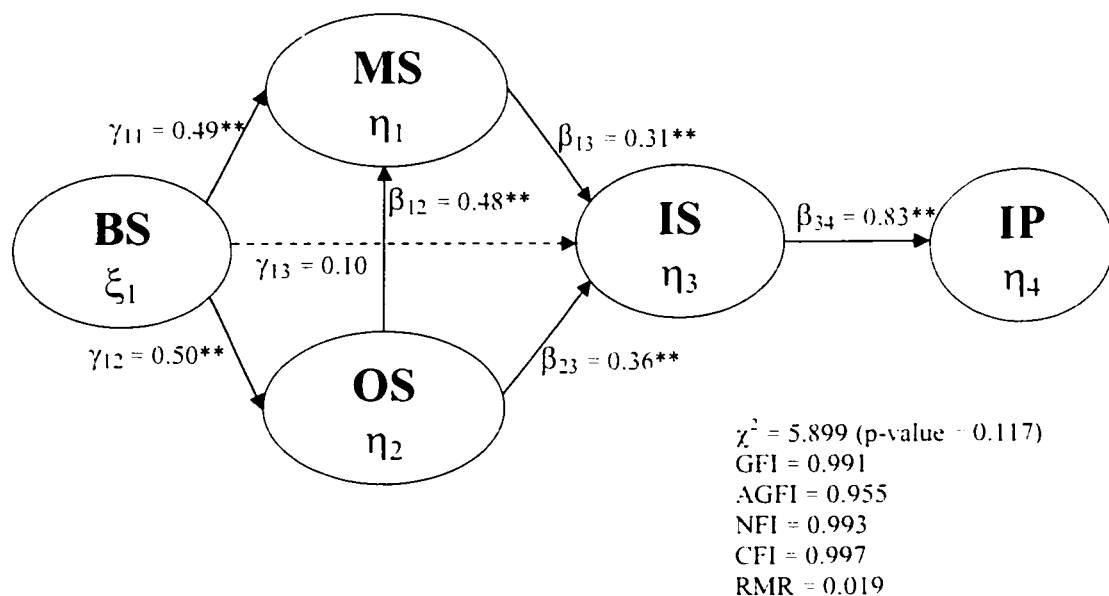 MS
η₁
γ₁₁ = 0.49**
β₁₃ = 0.31**
β₁₂ = 0.48**
BS
ξ₁
IS
η₃
β₃₄ = 0.83**
IP
η₄
γ₁₃ = 0.10
γ₁₂ = 0.50**
β₂₃ = 0.36**
OS
η₂
χ² = 5.899 (p-value = 0.117)
GFI = 0.991
AGFI = 0.955
NFI = 0.993
CFI = 0.997
RMR = 0.019